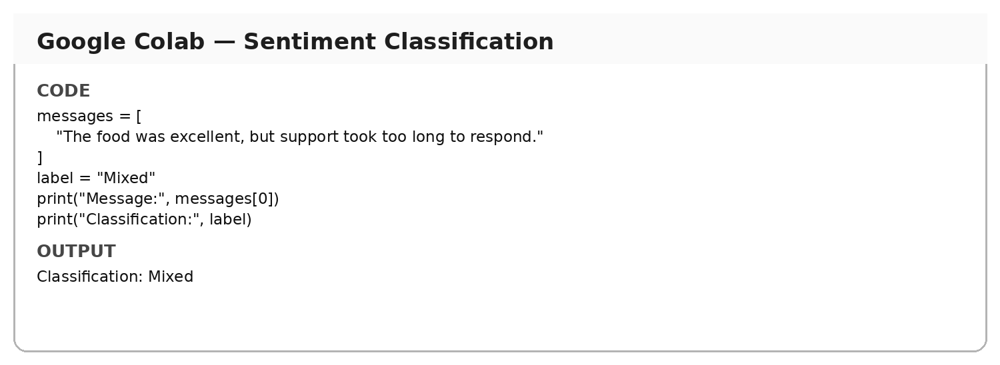 Google Colab — Sentiment Classification
CODE
messages = [
    "The food was excellent, but support took too long to respond."
]
label = "Mixed"
print("Message:", messages[0])
print("Classification:", label)
OUTPUT
Classification: Mixed